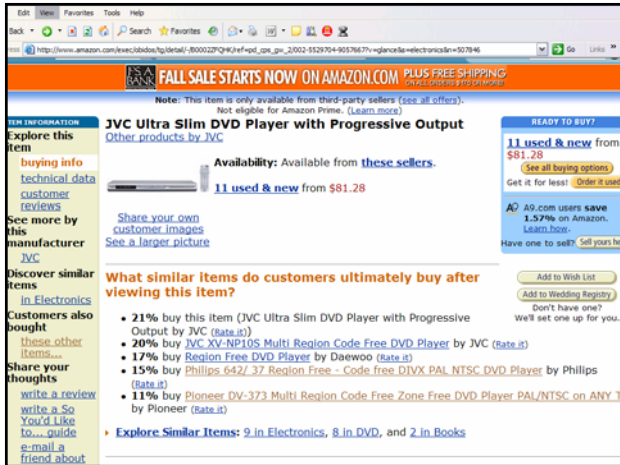 Edit View Favorites Tools Help
Back Search Favorites
http://www.amazon.com/exec/obidos/tg/detail/-/B0002ZFQHK/ref=pd_cps_gw_2/002-5529704-9057667?v=glance&s=electronics&n=507846 Go Links »
FALL SALE STARTS NOW ON AMAZON.COM PLUS FREE SHIPPING
Note: This item is only available from third-party sellers (see all offers).
Not eligible for Amazon Prime. (Learn more)
ITEM INFORMATION
Explore this
item
buying info
technical data
customer
reviews
See more by
this
manufacturer
JVC
Discover similar
items
in Electronics
Customers also
bought
these other
items...
Share your
thoughts
write a review
write a So
You'd Like
to... guide
e-mail a
friend about
JVC Ultra Slim DVD Player with Progressive Output
Other products by JVC
Availability: Available from these sellers.
11 used & new from $81.28
Share your own
customer images
See a larger picture
What similar items do customers ultimately buy after
viewing this item?
• 21% buy this item (JVC Ultra Slim DVD Player with Progressive
Output by JVC (Rate it))
• 20% buy JVC XV-NP10S Multi Region Code Free DVD Player by JVC (Rate it)
• 17% buy Region Free DVD Player by Daewoo (Rate it)
• 15% buy Philips 642/ 37 Region Free - Code free DIVX PAL NTSC DVD Player by Philips
(Rate it)
• 11% buy Pioneer DV-373 Multi Region Code Free Zone Free DVD Player PAL/NTSC on ANY T
by Pioneer (Rate it)
Explore Similar Items: 9 in Electronics, 8 in DVD, and 2 in Books
READY TO BUY?
11 used & new from
$81.28
See all buying options
Get it for less! Order it used
A9.com users save
1.57% on Amazon.
Learn how.
Have one to sell? Sell yours he
Add to Wish List
Add to Wedding Registry
Don't have one?
We'll set one up for you.